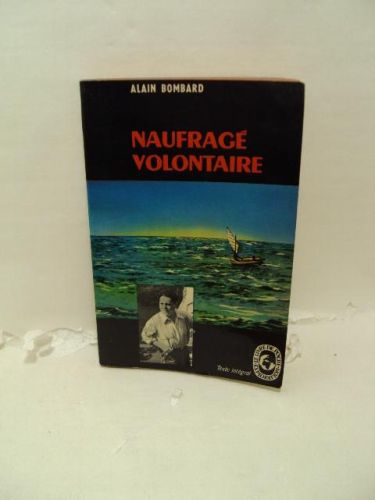 ALAIN BOMBARD
NAUFRAGÉ
VOLONTAIRE
Texte intégral